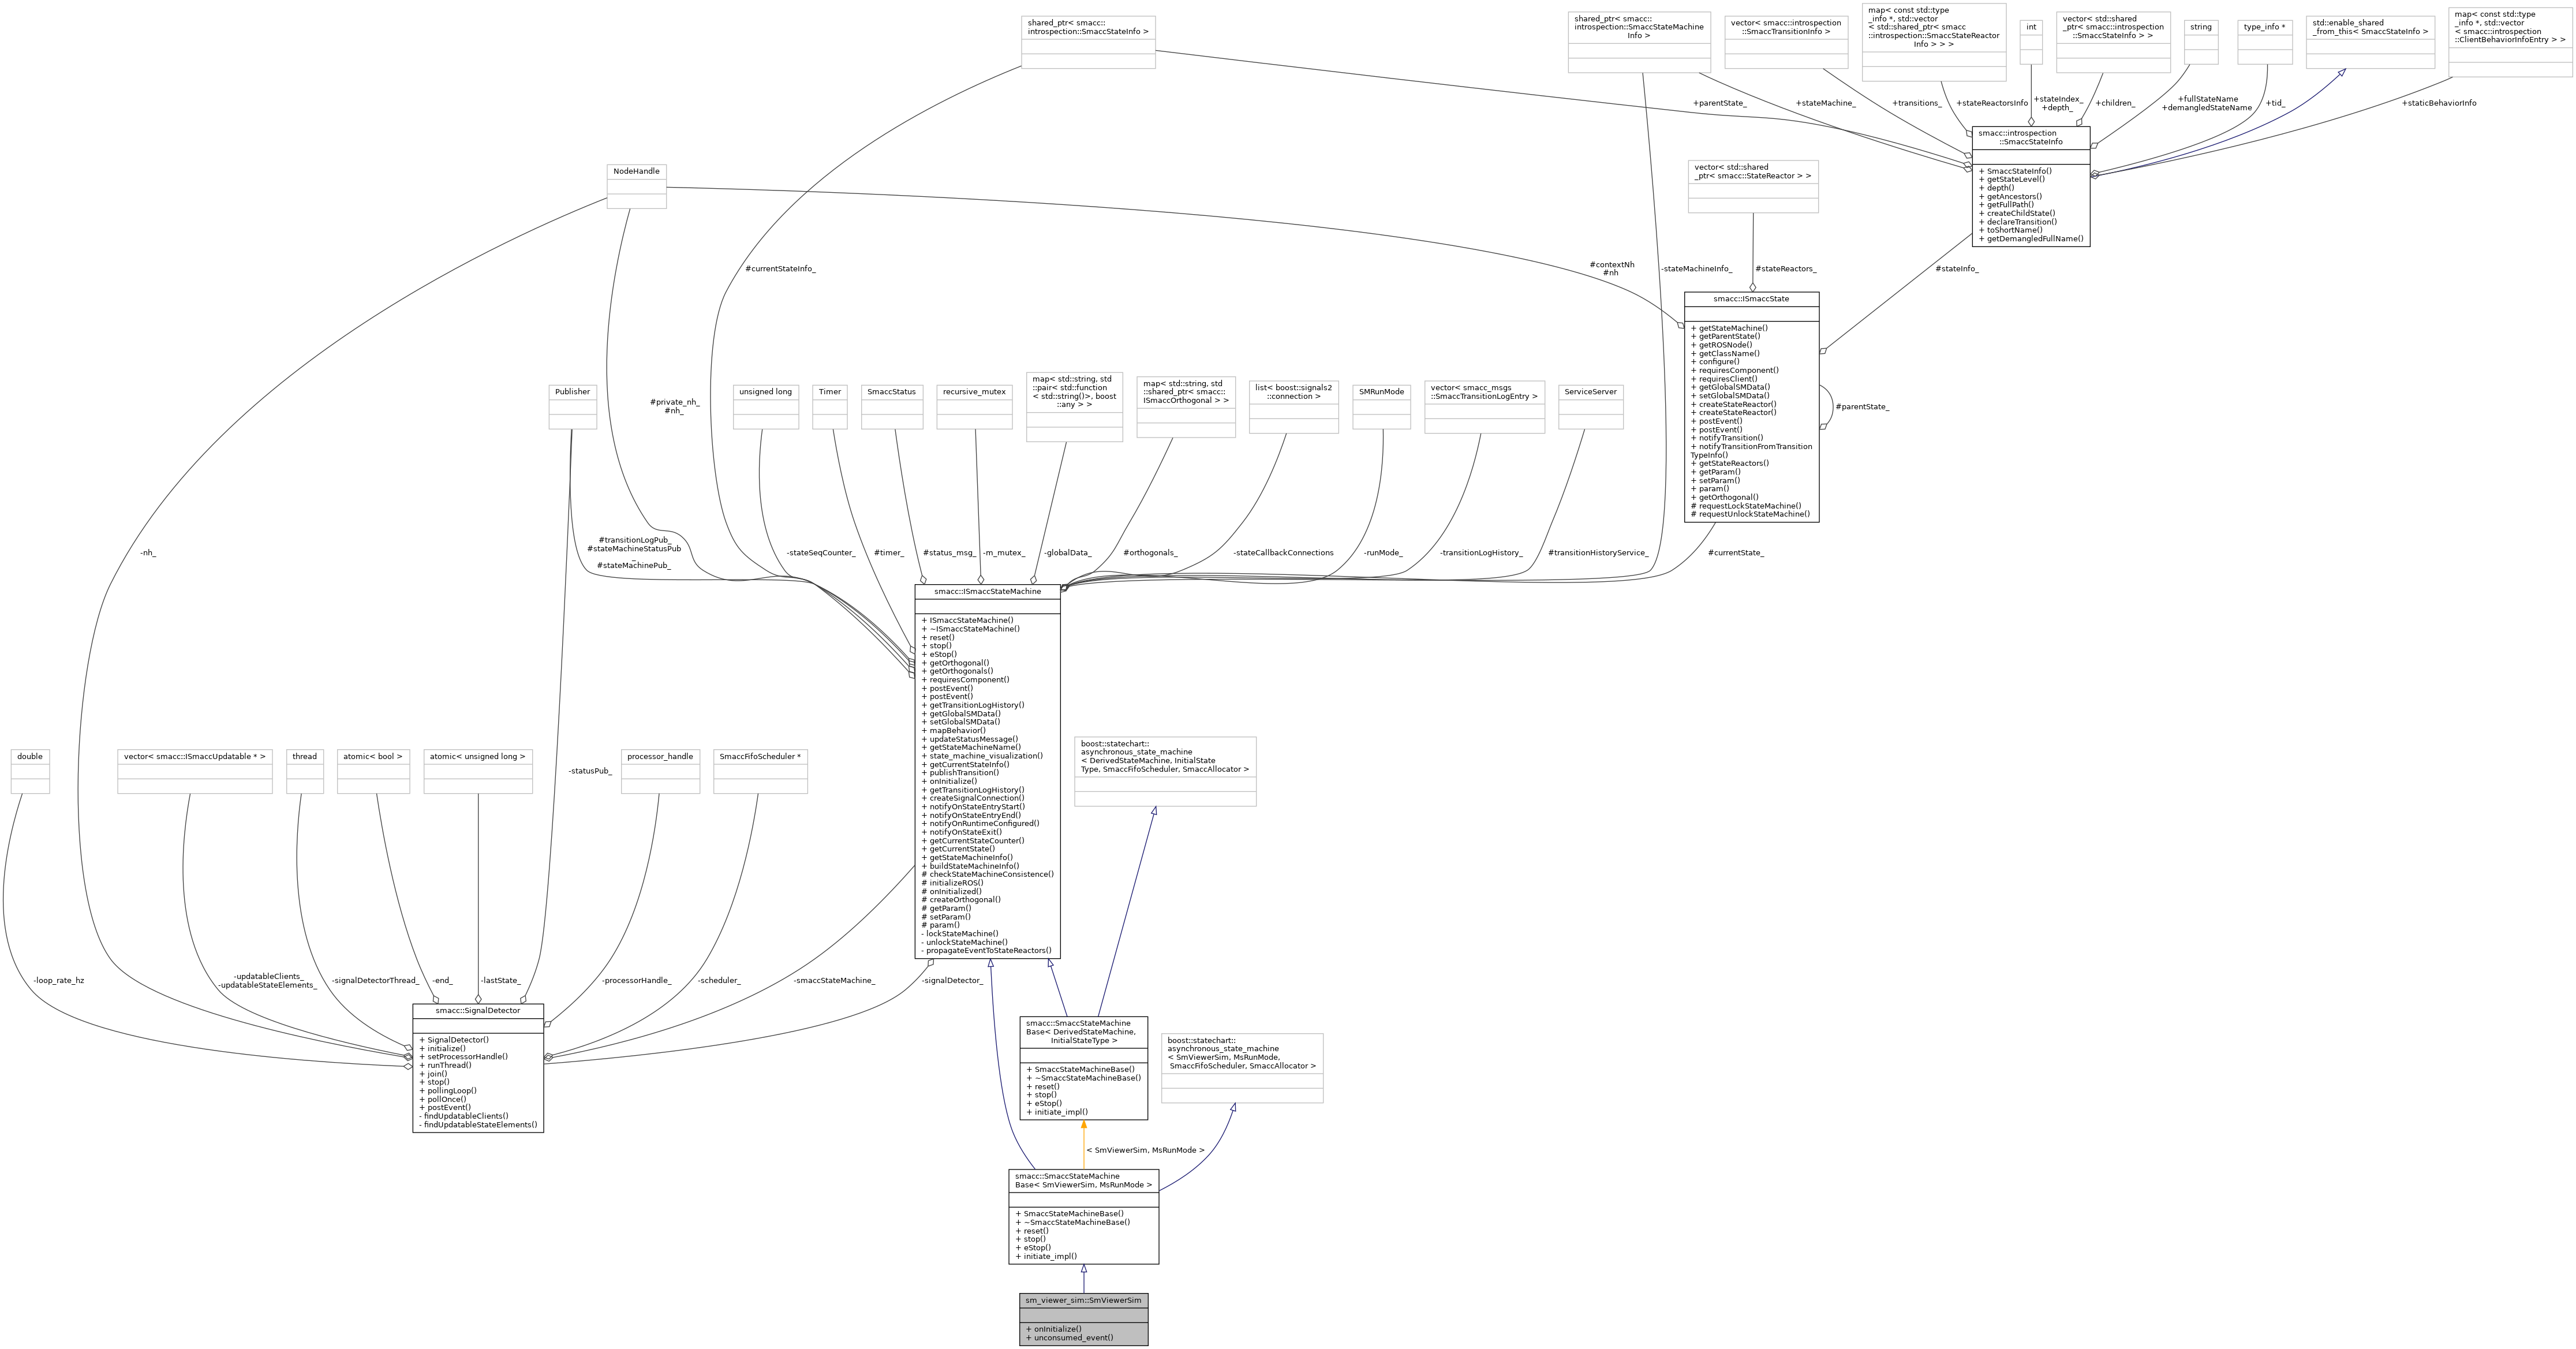 shared_ptr< smacc::
introspection::SmaccStateInfo >
shared_ptr< smacc::
introspection::SmaccStateMachine
Info >
vector< smacc::introspection
::SmaccTransitionInfo >
map< const std::type
_info *, std::vector
< std::shared_ptr< smacc
::introspection::SmaccStateReactor
Info > > >
int
vector< std::shared
_ptr< smacc::introspection
::SmaccStateInfo > >
string
type_info *
std::enable_shared
_from_this< SmaccStateInfo >
map< const std::type
_info *, std::vector
< smacc::introspection
::ClientBehaviorInfoEntry > >
+parentState_
+stateMachine_
+transitions_
+stateReactorsInfo
+stateIndex_
+depth_
+children_
+fullStateName
+demangledStateName
+tid_
+staticBehaviorInfo
smacc::introspection
::SmaccStateInfo
+ SmaccStateInfo()
+ getStateLevel()
+ depth()
+ getAncestors()
+ getFullPath()
+ createChildState()
+ declareTransition()
+ toShortName()
+ getDemangledFullName()
NodeHandle
vector< std::shared
_ptr< smacc::StateReactor > >
#currentStateInfo_
#contextNh
#nh
-stateMachineInfo_
#stateReactors_
#stateInfo_
smacc::ISmaccState
+ getStateMachine()
+ getParentState()
+ getROSNode()
+ getClassName()
+ configure()
+ requiresComponent()
+ requiresClient()
+ getGlobalSMData()
+ setGlobalSMData()
+ createStateReactor()
+ createStateReactor()
+ postEvent()
+ postEvent()
+ notifyTransition()
+ notifyTransitionFromTransition
TypeInfo()
+ getStateReactors()
+ getParam()
+ setParam()
+ param()
+ getOrthogonal()
# requestLockStateMachine()
# requestUnlockStateMachine()
#parentState_
Publisher
#private_nh_
#nh_
unsigned long
Timer
SmaccStatus
recursive_mutex
map< std::string, std
::pair< std::function
< std::string()>, boost
::any > >
map< std::string, std
::shared_ptr< smacc::
ISmaccOrthogonal > >
list< boost::signals2
::connection >
SMRunMode
vector< smacc_msgs
::SmaccTransitionLogEntry >
ServiceServer
-nh_
#transitionLogPub_
#stateMachineStatusPub
_
#stateMachinePub_
-stateSeqCounter_
#timer_
#status_msg_
-m_mutex_
-globalData_
#orthogonals_
-stateCallbackConnections
-runMode_
-transitionLogHistory_
#transitionHistoryService_
#currentState_
smacc::ISmaccStateMachine
+ ISmaccStateMachine()
+ ~ISmaccStateMachine()
+ reset()
+ stop()
+ eStop()
+ getOrthogonal()
+ getOrthogonals()
+ requiresComponent()
+ postEvent()
+ postEvent()
+ getTransitionLogHistory()
+ getGlobalSMData()
+ setGlobalSMData()
+ mapBehavior()
+ updateStatusMessage()
+ getStateMachineName()
+ state_machine_visualization()
+ getCurrentStateInfo()
+ publishTransition()
+ onInitialize()
+ getTransitionLogHistory()
+ createSignalConnection()
+ notifyOnStateEntryStart()
+ notifyOnStateEntryEnd()
+ notifyOnRuntimeConfigured()
+ notifyOnStateExit()
+ getCurrentStateCounter()
+ getCurrentState()
+ getStateMachineInfo()
+ buildStateMachineInfo()
# checkStateMachineConsistence()
# initializeROS()
# onInitialized()
# createOrthogonal()
# getParam()
# setParam()
# param()
- lockStateMachine()
- unlockStateMachine()
- propagateEventToStateReactors()
double
vector< smacc::ISmaccUpdatable * >
thread
atomic< bool >
atomic< unsigned long >
-statusPub_
processor_handle
SmaccFifoScheduler *
boost::statechart::
asynchronous_state_machine
< DerivedStateMachine, InitialState
Type, SmaccFifoScheduler, SmaccAllocator >
-loop_rate_hz
-updatableClients_
-updatableStateElements_
-signalDetectorThread_
-end_
-lastState_
-processorHandle_
-scheduler_
-smaccStateMachine_
-signalDetector_
smacc::SignalDetector
+ SignalDetector()
+ initialize()
+ setProcessorHandle()
+ runThread()
+ join()
+ stop()
+ pollingLoop()
+ pollOnce()
+ postEvent()
- findUpdatableClients()
- findUpdatableStateElements()
smacc::SmaccStateMachine
Base< DerivedStateMachine,
InitialStateType >
+ SmaccStateMachineBase()
+ ~SmaccStateMachineBase()
+ reset()
+ stop()
+ eStop()
+ initiate_impl()
boost::statechart::
asynchronous_state_machine
< SmViewerSim, MsRunMode,
SmaccFifoScheduler, SmaccAllocator >
< SmViewerSim, MsRunMode >
smacc::SmaccStateMachine
Base< SmViewerSim, MsRunMode >
+ SmaccStateMachineBase()
+ ~SmaccStateMachineBase()
+ reset()
+ stop()
+ eStop()
+ initiate_impl()
sm_viewer_sim::SmViewerSim
+ onInitialize()
+ unconsumed_event()